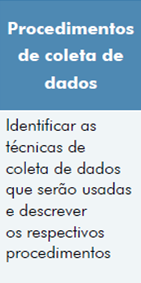 Procedimentos
de coleta de
dados
Identificar as
técnicas de
coleta de dados
que serão usadas
e descrever
os respectivos
procedimentos